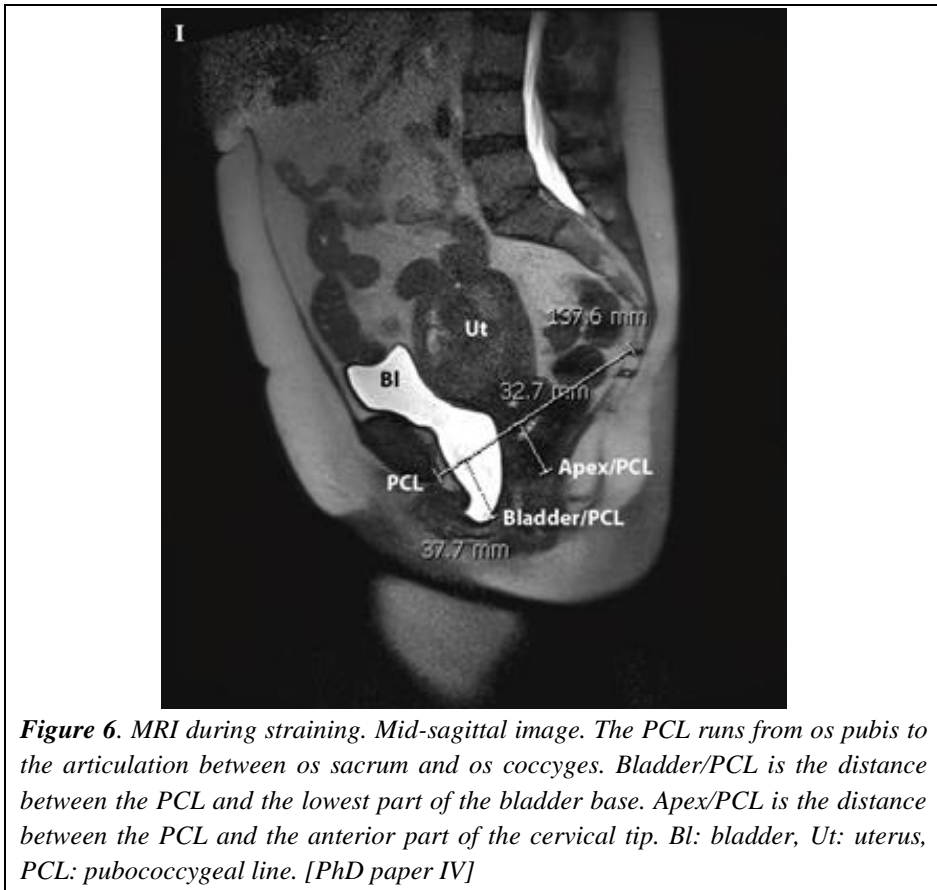 I
Ut
137.6 mm
Bl
32.7 mm
PCL
Apex/PCL
Bladder/PCL
37.7 mm
Figure 6. MRI during straining. Mid-sagittal image. The PCL runs from os pubis to
the articulation between os sacrum and os coccyges. Bladder/PCL is the distance
between the PCL and the lowest part of the bladder base. Apex/PCL is the distance
between the PCL and the anterior part of the cervical tip. Bl: bladder, Ut: uterus,
PCL: pubococcygeal line. [PhD paper IV]